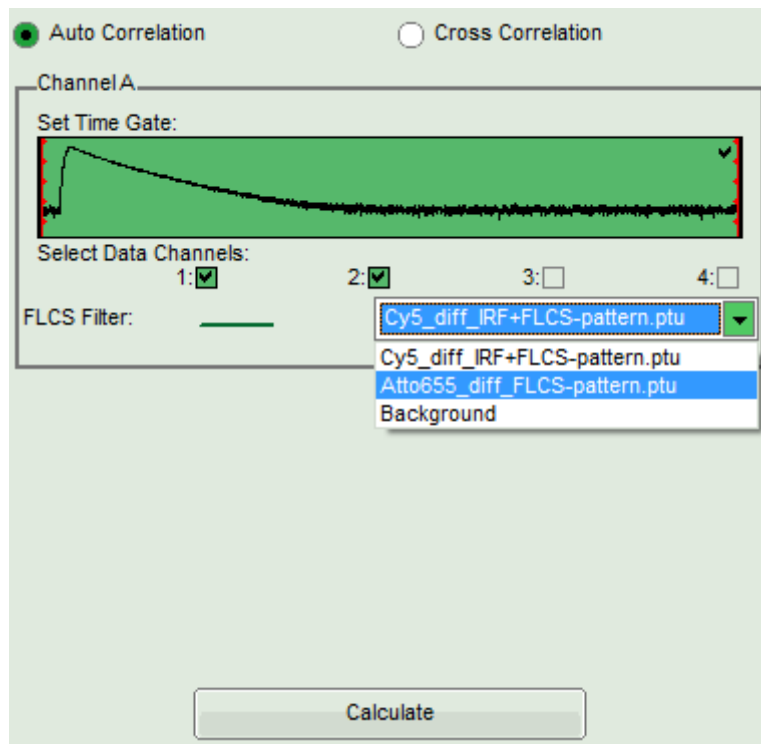 Auto Correlation Cross Correlation
Channel A
Set Time Gate:
Select Data Channels:
1: 2: 3: 4:
FLCS Filter: Cy5_diff_IRF+FLCS-pattern.ptu
Cy5_diff_IRF+FLCS-pattern.ptu
Atto655_diff_FLCS-pattern.ptu
Background
Calculate